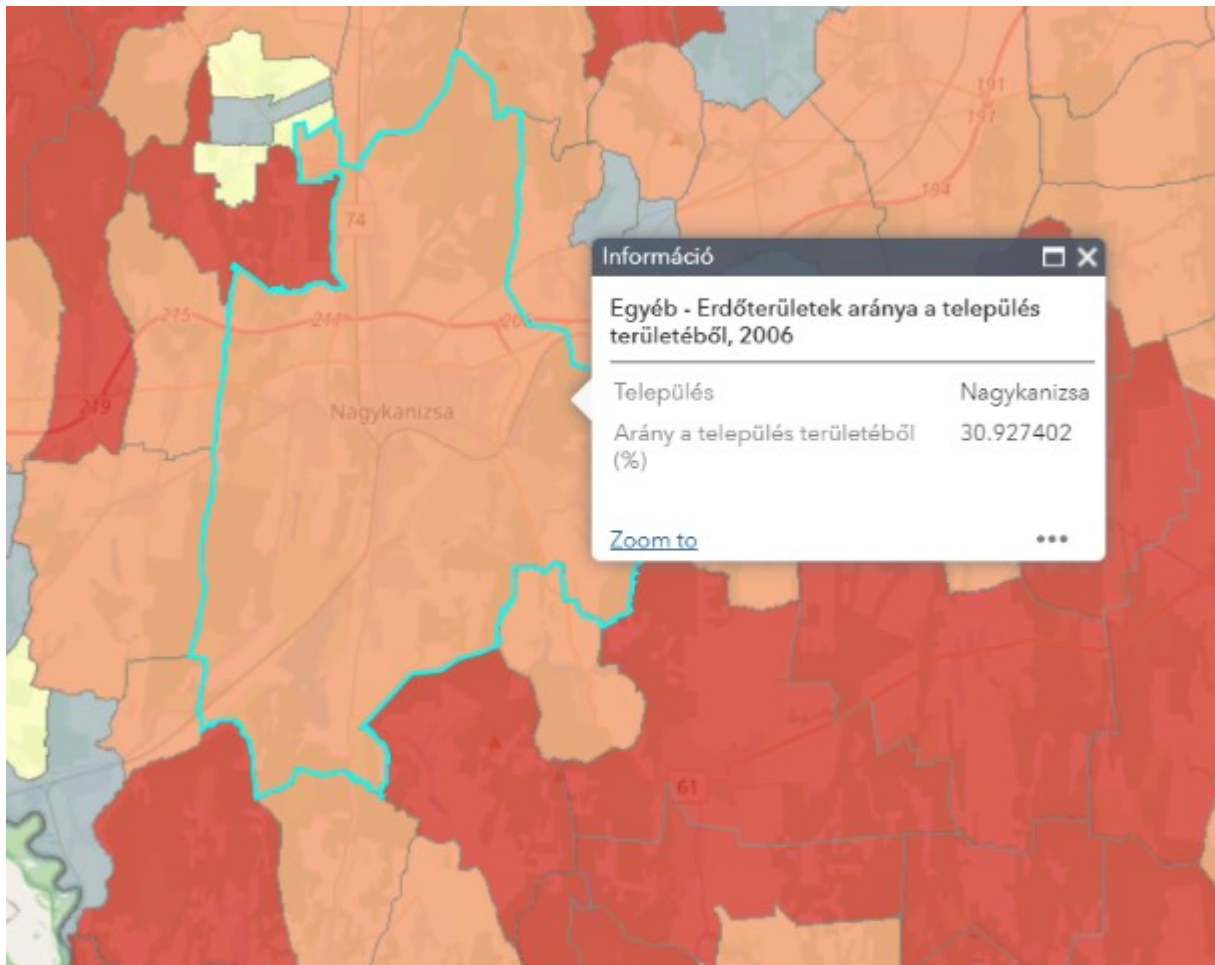 191
191
194
74
Információ
Egyéb - Erdőterületek aránya a település
területéből, 2006
215
214
206
Település Nagykanizsa
219
Nagykanizsa
Arány a település területéből 30.927402
(%)
Zoom to
61